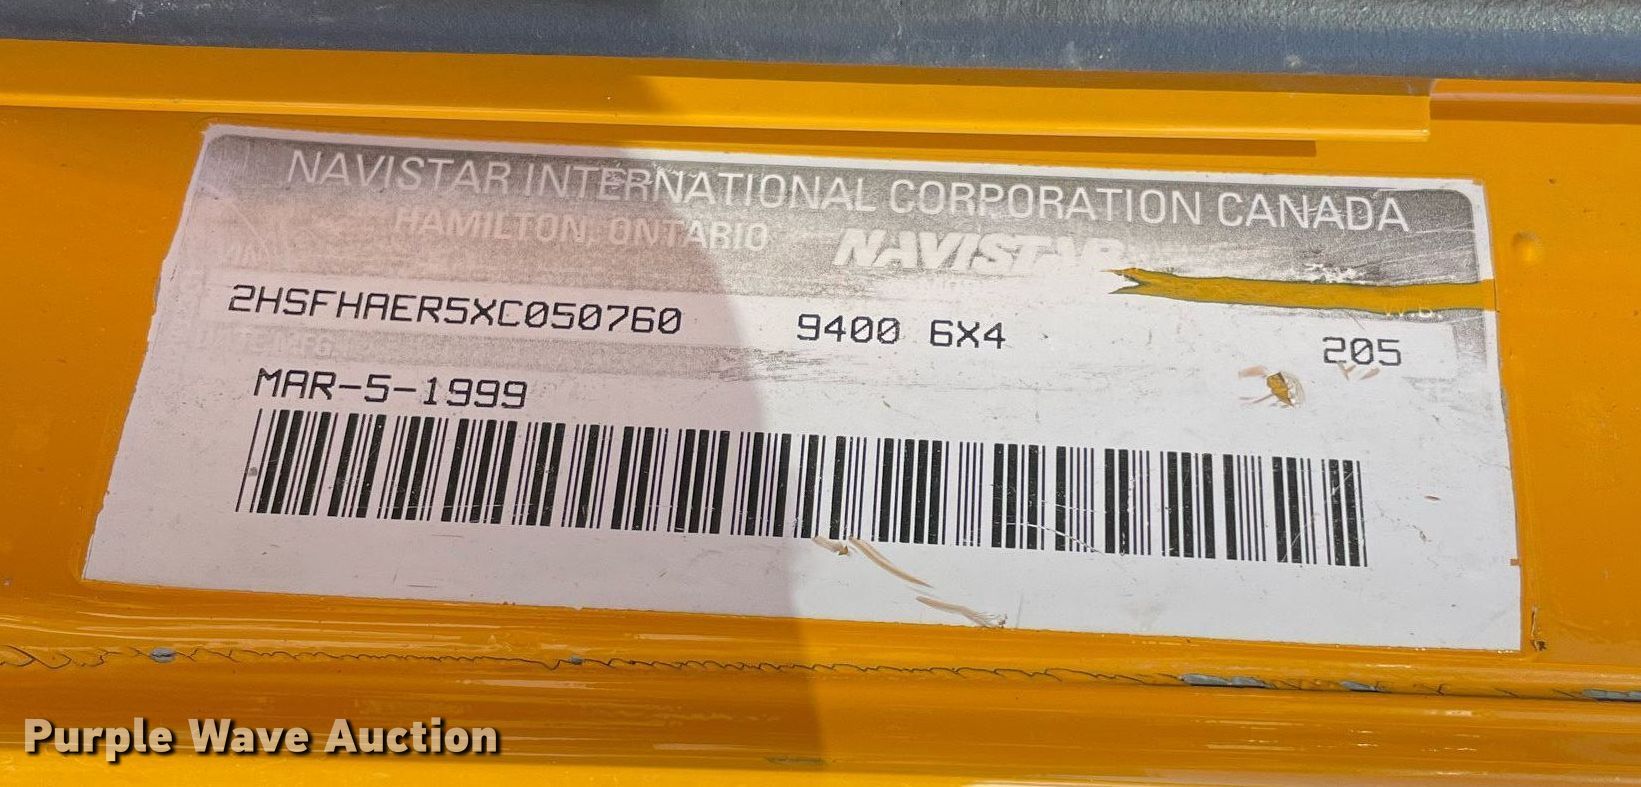 NAVISTAR INTERNATIONAL CORPORATION CANADA
HAMILTON, ONTARIO NAVISTAR
2HSFHAER5XC050760 9400 6X4 205
MAR-5-1999
Purple Wave Auction